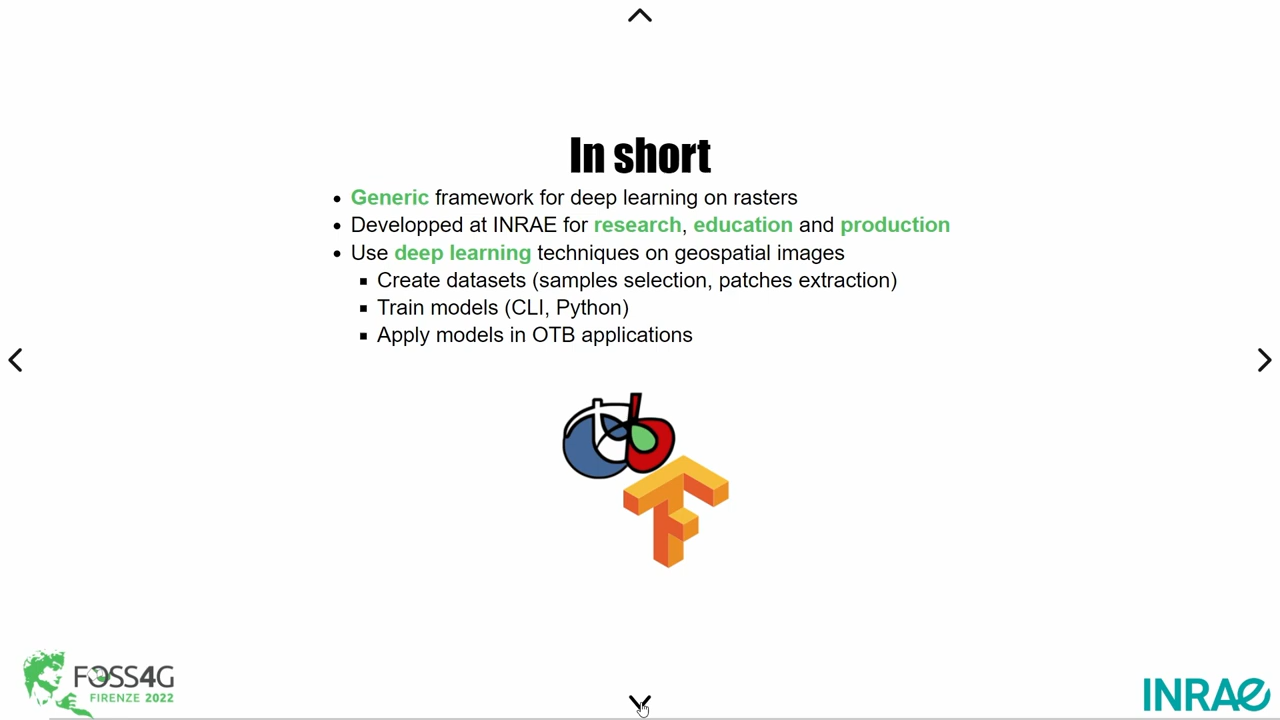 In short
Generic framework for deep learning on rasters
Developped at INRAE for research, education and production
Use deep learning techniques on geospatial images
Create datasets (samples selection, patches extraction)
Train models (CLI, Python)
Apply models in OTB applications
otb
FOSS4G
FIRENZE 2022
INRAE